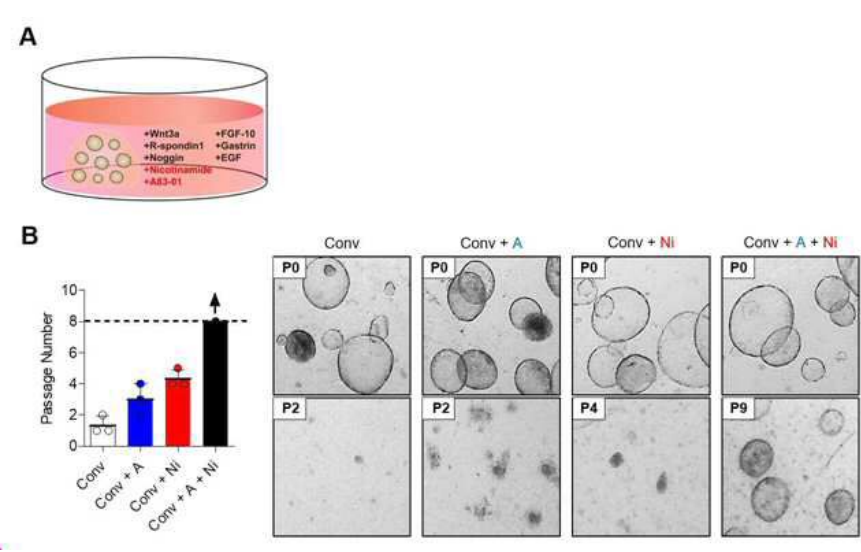 A
+Wnt3a +FGF-10
+R-spondin1 +Gastrin
+Noggin +EGF
+Nicotinamide
+A83-01
B
Conv
Conv + A
Conv + Ni
Conv + A + Ni
P0
P0
P0
P0
P2
P2
P4
P9
Passage Number
10
8
6
4
2
0
Conv
Conv + A
Conv + Ni
Conv + A + Ni